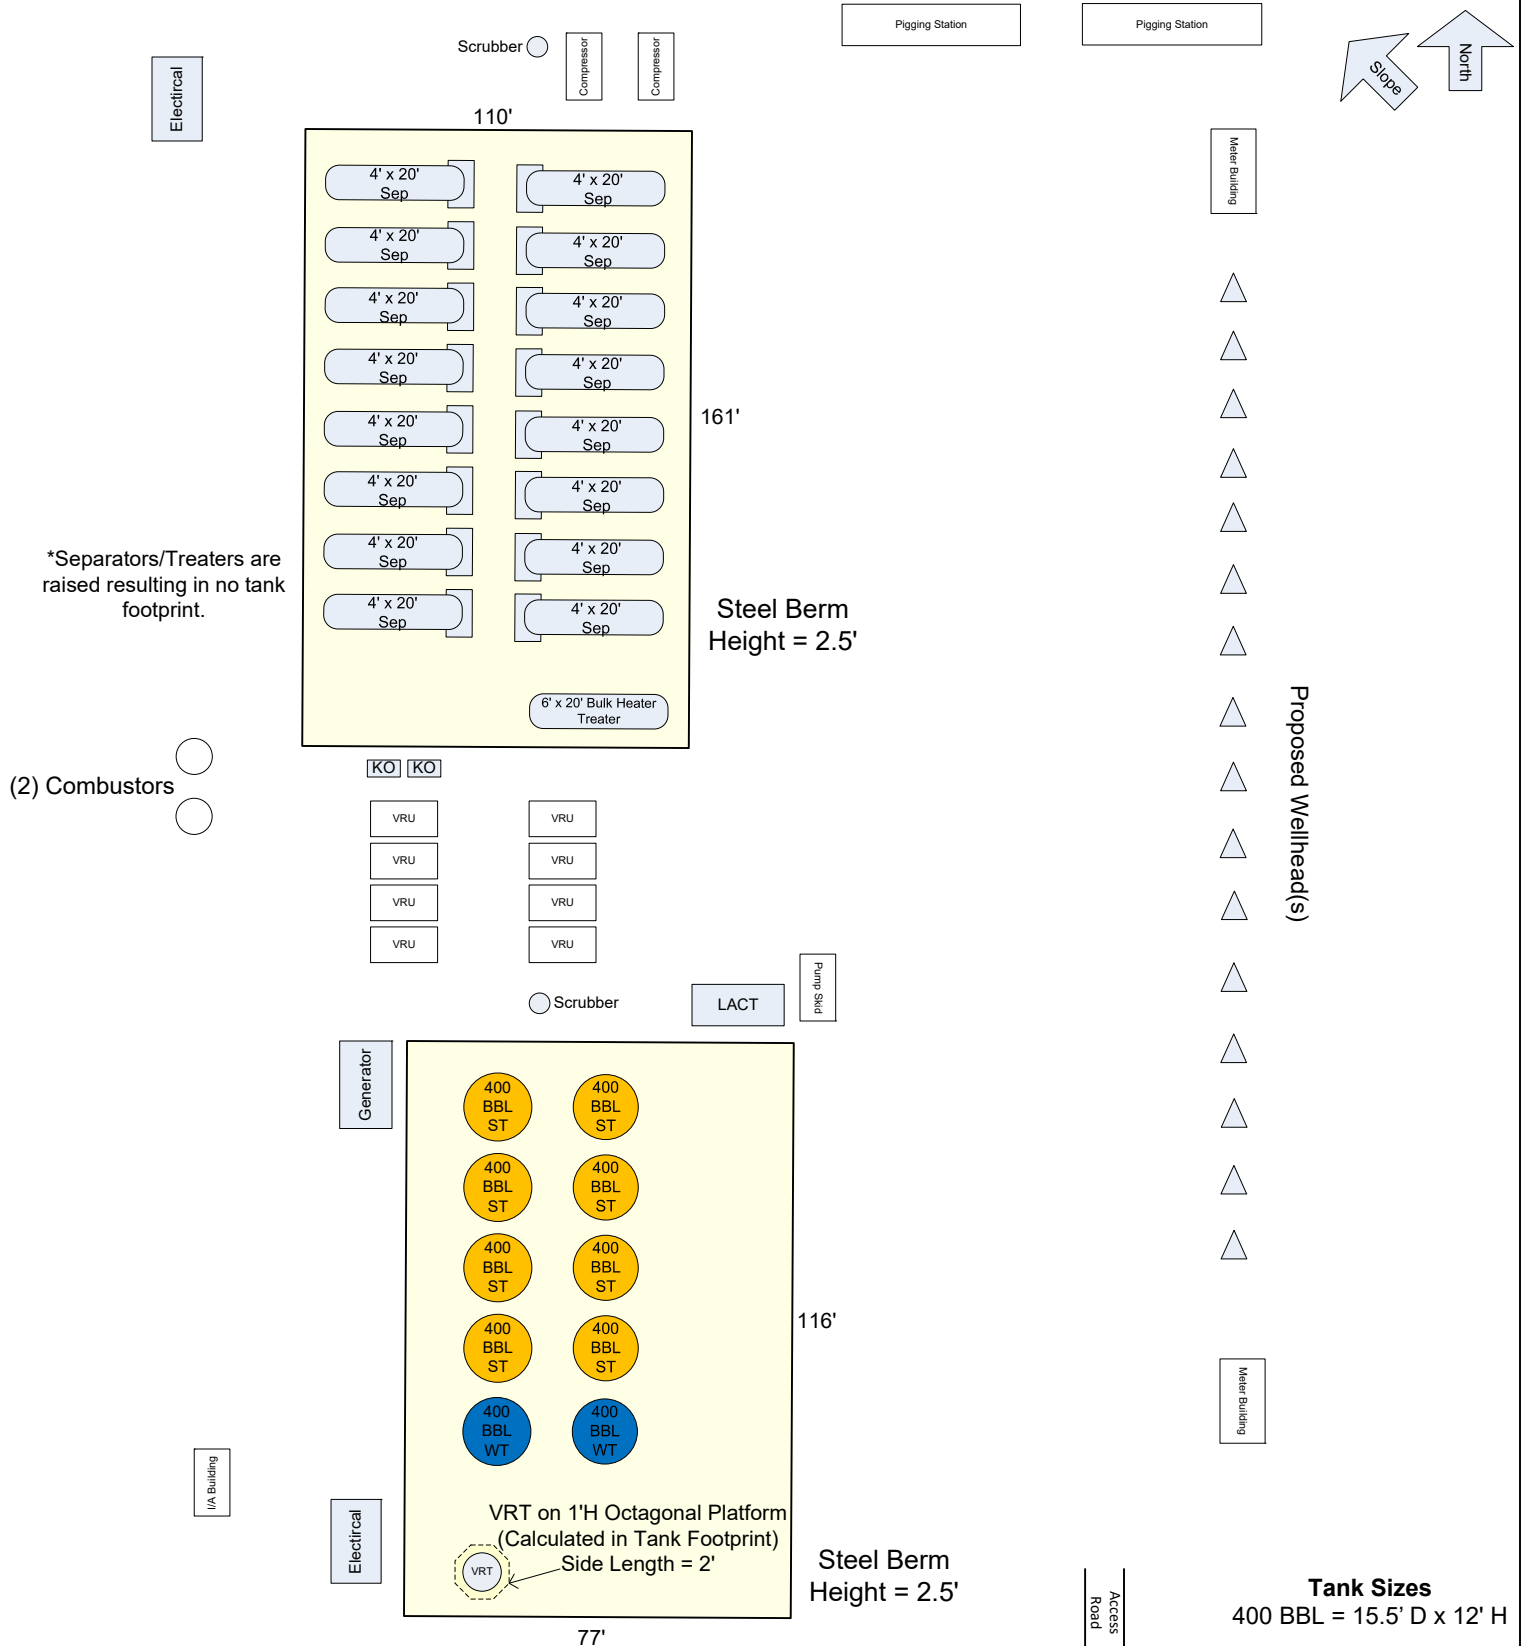 Pigging Station
Pigging Station
North
Slope
Scrubber
Compressor
Compressor
Electircal
110'
Meter Building
4' x 20'
Sep
4' x 20'
Sep
4' x 20'
Sep
4' x 20'
Sep
4' x 20'
Sep
4' x 20'
Sep
4' x 20'
Sep
4' x 20'
Sep
4' x 20'
Sep
4' x 20'
Sep
4' x 20'
Sep
4' x 20'
Sep
4' x 20'
Sep
4' x 20'
Sep
4' x 20'
Sep
4' x 20'
Sep
161'
*Separators/Treaters are
raised resulting in no tank
footprint.
Steel Berm
Height = 2.5'
6' x 20' Bulk Heater
Treater
Proposed Wellhead(s)
(2) Combustors
KO
KO
VRU
VRU
VRU
VRU
VRU
VRU
VRU
VRU
Scrubber
LACT
Pump Skid
Generator
400
BBL
ST
400
BBL
ST
400
BBL
ST
400
BBL
ST
400
BBL
ST
400
BBL
ST
400
BBL
ST
400
BBL
ST
400
BBL
WT
400
BBL
WT
116'
Meter Building
I/A Building
Electircal
VRT on 1'H Octagonal Platform
(Calculated in Tank Footprint)
Side Length = 2'
VRT
Steel Berm
Height = 2.5'
77'
Access
Road
Tank Sizes
400 BBL = 15.5’ D x 12' H